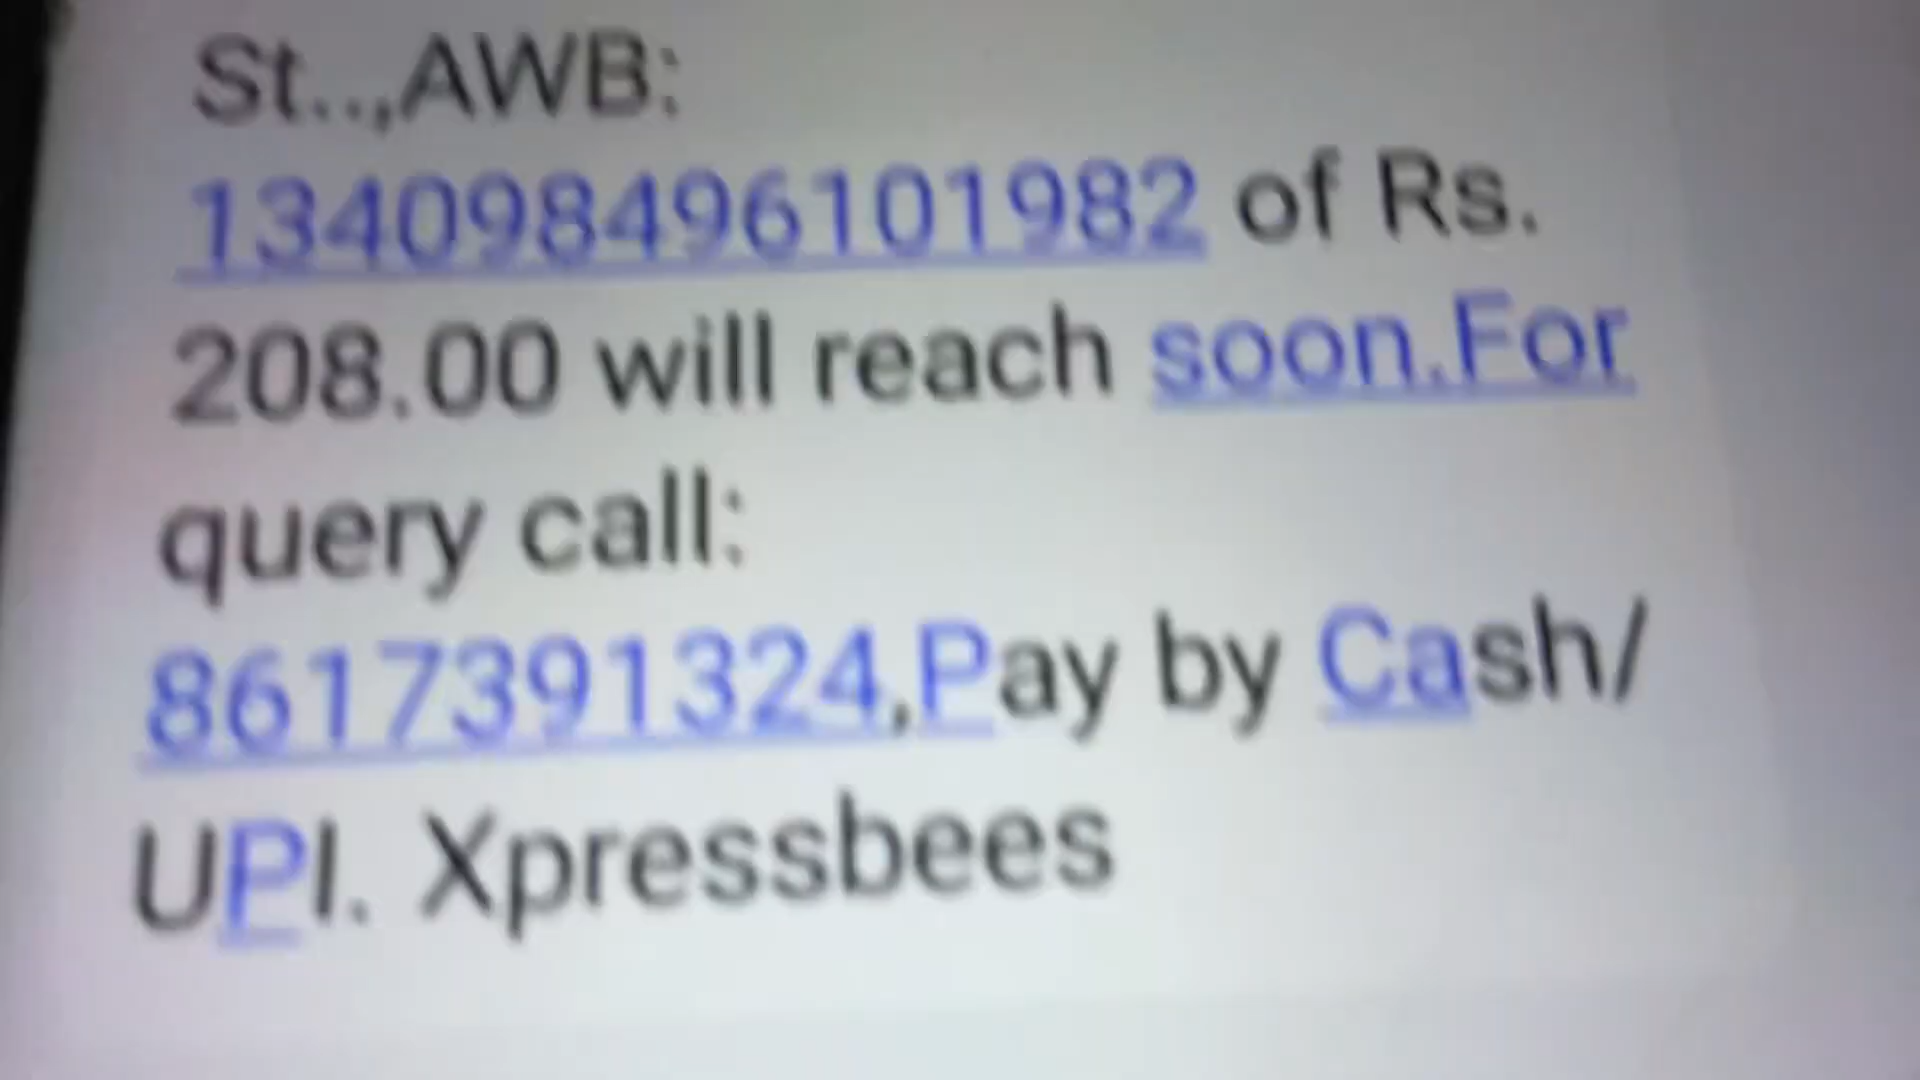 St..,AWB:
134098496101982 of Rs.
208.00 will reach soon.For
query call:
8617391324,Pay by Cash/
UPI. Xpressbees